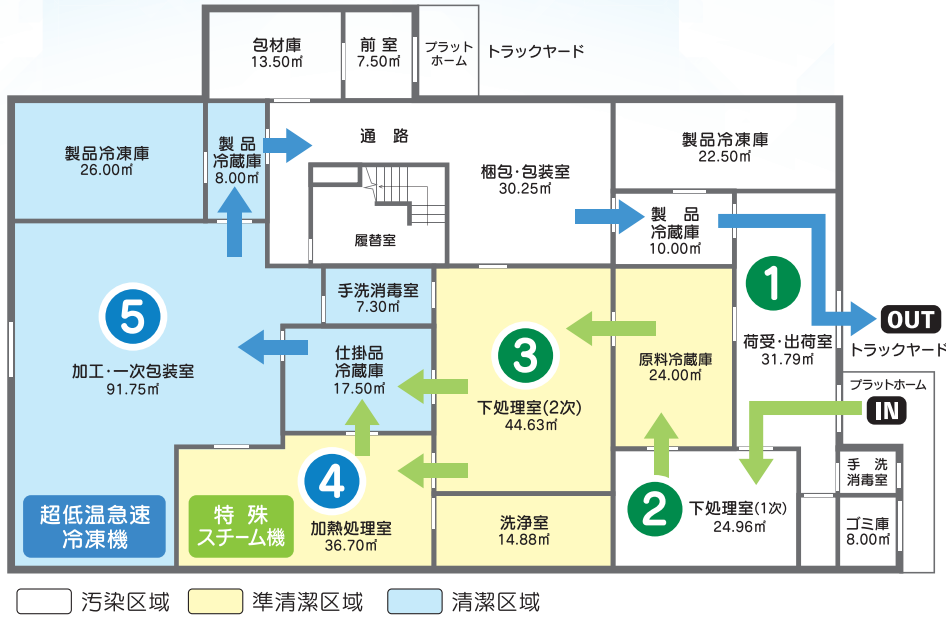 包材庫
13.50㎡
前室
7.50㎡
プラット
ホーム
トラックヤード
製品冷凍庫
26.00㎡
製品
冷蔵庫
8.00㎡
通路
梱包・包装室
30.25㎡
製品冷凍庫
22.50㎡
履替室
製品
冷蔵庫
10.00㎡
1
荷受・出荷室
31.79㎡
OUT
トラックヤード
プラットホーム
IN
手洗消毒室
7.30㎡
5
加工・一次包装室
91.75㎡
仕掛品
冷蔵庫
17.50㎡
3
下処理室(2次)
44.63㎡
原料冷蔵庫
24.00㎡
超低温急速
冷凍機
特殊
スチーム機
4
加熱処理室
36.70㎡
洗浄室
14.88㎡
2
下処理室(1次)
24.96㎡
手洗
消毒室
ゴミ庫
8.00㎡
汚染区域
準清潔区域
清潔区域